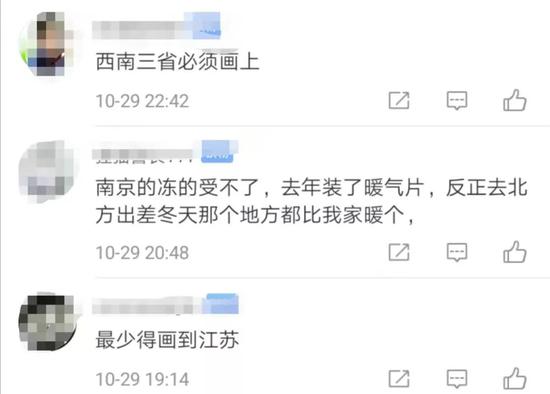 西南三省必须画上
10-29 22:42
南京的冻的受不了，去年装了暖气片，反正去北
方出差冬天那个地方都比我家暖个，
10-29 20:48
最少得画到江苏
10-29 19:14